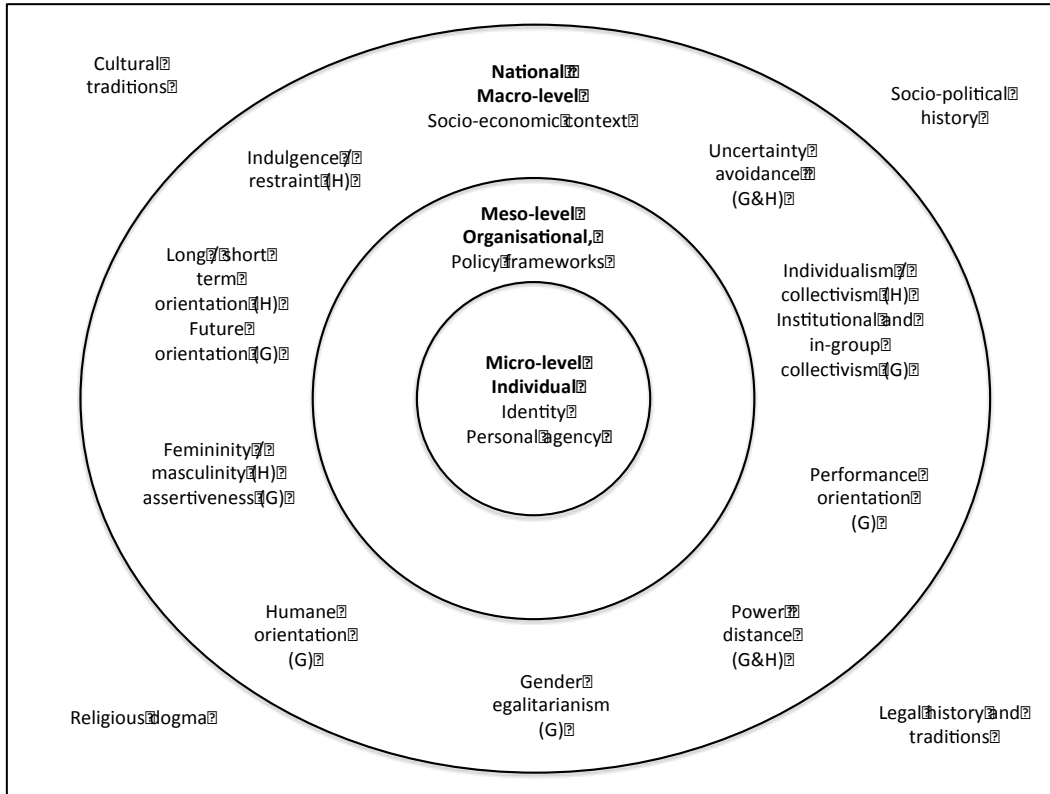 Cultural
traditions
National
Macro-level
Socio-economic context
Socio-political
history
Indulgence /
restraint (H)
Uncertainty
avoidance
(G&H)
Meso-level
Organisational,
Policy frameworks
Long / short
term
orientation (H)
Future
orientation (G)
Individualism /
collectivism (H)
Institutional and
in-group
collectivism (G)
Micro-level
Individual
Identity
Personal agency
Femininity /
masculinity (H)
assertiveness (G)
Performance
orientation
(G)
Humane
orientation
(G)
Power
distance
(G&H)
Gender
egalitarianism
(G)
Religious dogma
Legal history and
traditions